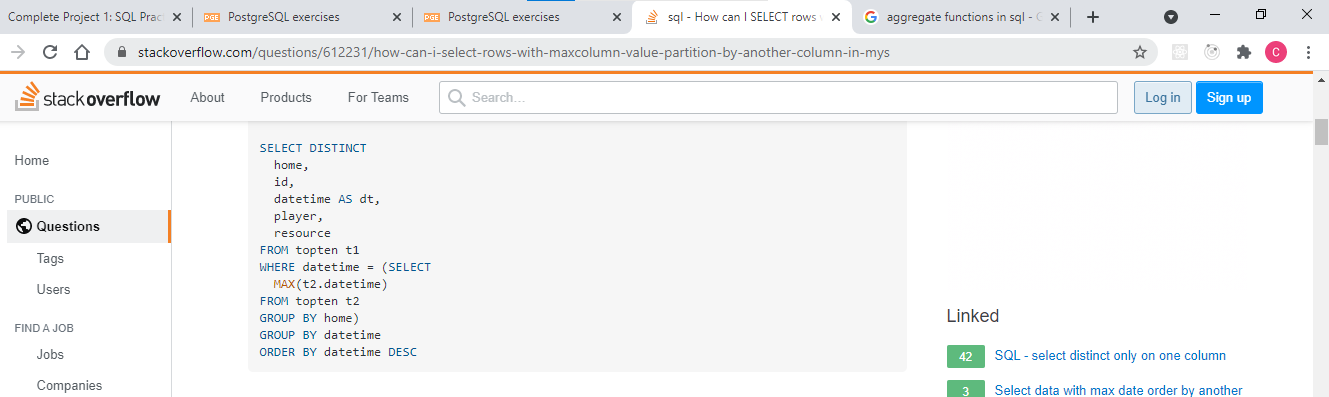 Complete Project 1: SQL Prac
PGE PostgreSQL exercises
PGE PostgreSQL exercises
sql - How can I SELECT rows
aggregate functions in sql - G
stackoverflow.com/questions/612231/how-can-i-select-rows-with-maxcolumn-value-partition-by-another-column-in-mys
C
stackoverflow
About
Products
For Teams
Search...
Log in
Sign up
Home
PUBLIC
Questions
Tags
Users
FIND A JOB
Jobs
Companies
SELECT DISTINCT
home,
id,
datetime AS dt,
player,
resource
FROM topten t1
WHERE datetime = (SELECT
MAX(t2.datetime)
FROM topten t2
GROUP BY home)
GROUP BY datetime
ORDER BY datetime DESC
Linked
42 SQL - select distinct only on one column
3 Select data with max date order by another